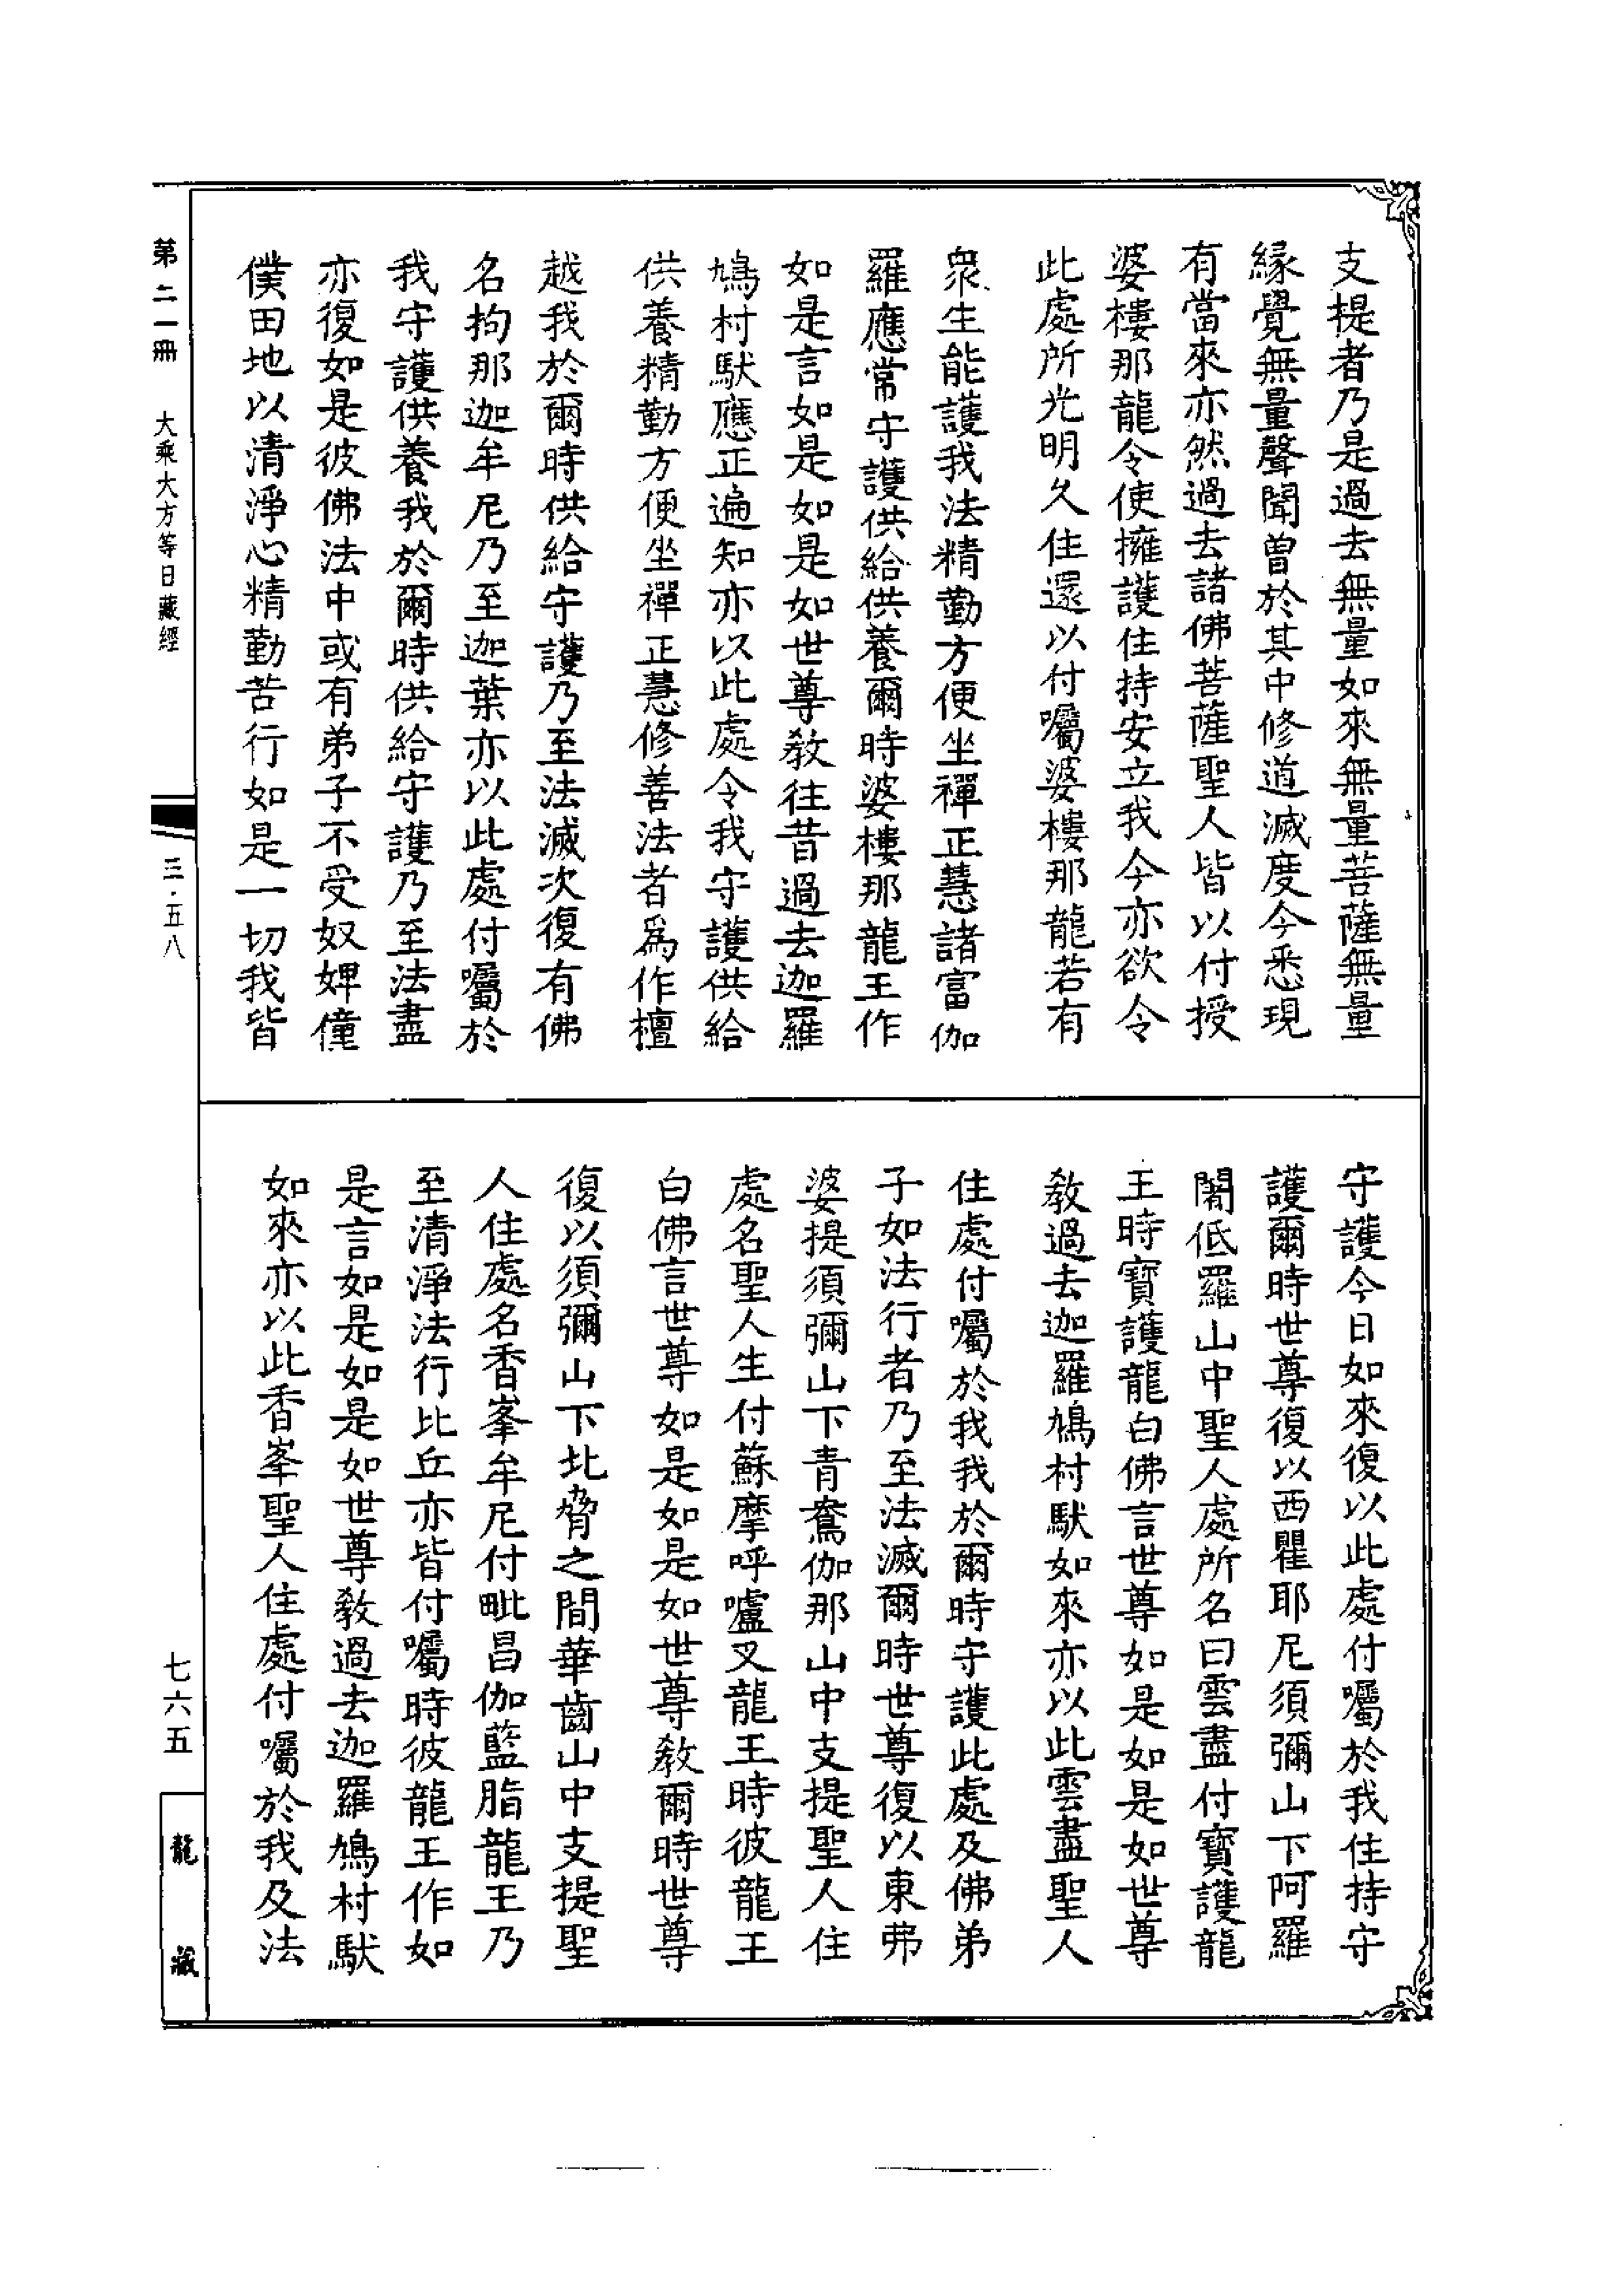 支提者乃是過去無量如來無量菩薩無量
緣覺無量聲聞曾於其中修道滅度今悉現
有當來亦然過去諸佛菩薩聖人皆以付授
婆樓那龍令使擁護住持安立我今亦欲令
此處所光明久住還以付囑婆樓那龍若有
衆生能護我法精勤方便坐禪正慧諸富伽
羅應常守護供給供養爾時婆樓那龍王作
如是言如是如是如世尊敎往昔過去迦羅
鳩村馱應正遍知亦以此處令我守護供給
供養精勤方便坐禪正慧修善法者爲作檀
越我於爾時供給守護乃至法滅次復有佛
名拘那迦牟尼乃至迦葉亦以此處付囑於
我守護供養我於爾時供給守護乃至法盡
亦復如是彼佛法中或有弟子不受奴婢僮
僕田地以清淨心精勤苦行如是一切我皆
守護今日如來復以此處付囑於我住持守
護爾時世尊復以西瞿耶尼須彌山下阿羅
闍低羅山中聖人處所名曰雲盡付寶護龍
王時寶護龍白佛言世尊如是如是如世尊
敎過去迦羅鳩村馱如來亦以此雲盡聖人
住處付囑於我我於爾時守護此處及佛弟
子如法行者乃至法滅爾時世尊復以東弗
婆提須彌山下青鴦伽那山中支提聖人住
處名聖人生付蘇摩呼嚧叉龍王時彼龍王
白佛言世尊如是如是如世尊敎爾時世尊
復以須彌山下北脅之間華齒山中支提聖
人住處名香峯牟尼付毗昌伽藍脂龍王乃
至清淨法行比丘亦皆付囑時彼龍王作如
是言如是如是如世尊敎過去迦羅鳩村馱
如來亦以此香峯聖人住處付囑於我及法
第二一冊 大乘大方等日藏經 三·五八
七六五
龍藏